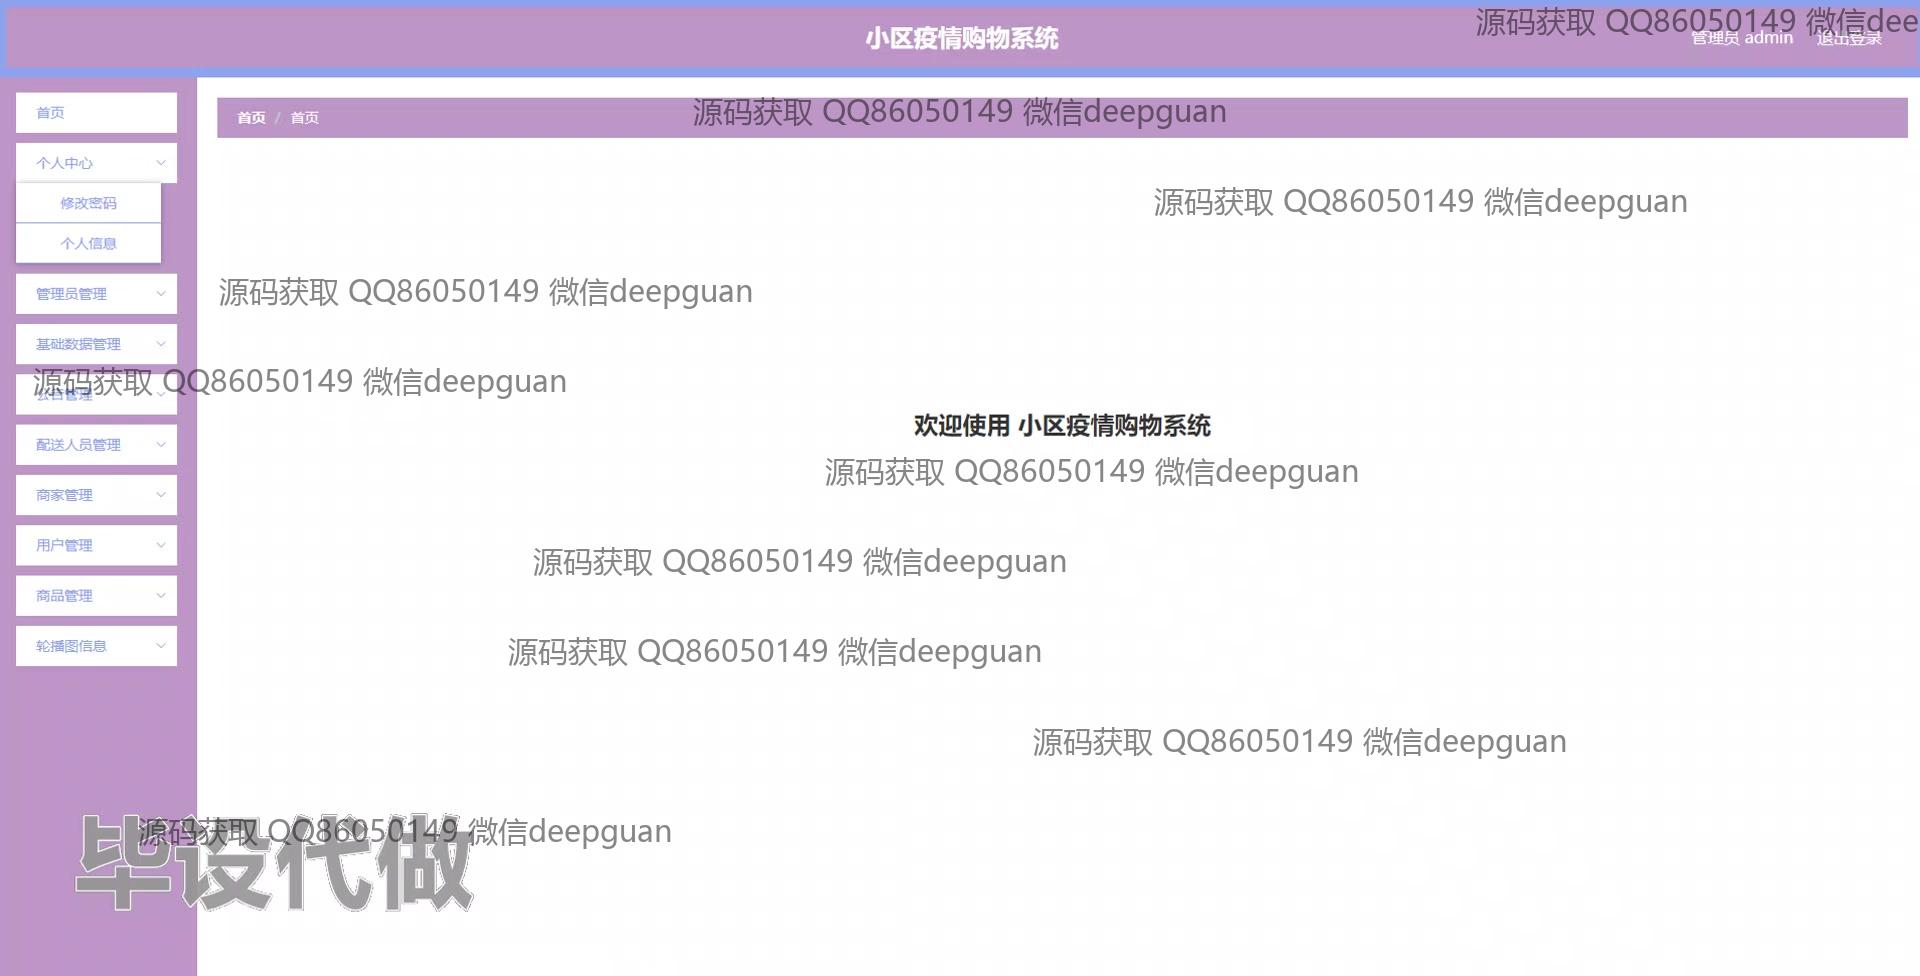 小区疫情购物系统
源码获取 QQ86050149 微信dee
管理员 admin 退出登录
首页
首页 / 首页
源码获取 QQ86050149 微信deepguan
个人中心
修改密码
源码获取 QQ86050149 微信deepguan
个人信息
管理员管理
源码获取 QQ86050149 微信deepguan
基础数据管理
源码获取 QQ86050149 微信deepguan
公告管理
欢迎使用 小区疫情购物系统
配送人员管理
源码获取 QQ86050149 微信deepguan
商家管理
用户管理
源码获取 QQ86050149 微信deepguan
商品管理
轮播图信息
源码获取 QQ86050149 微信deepguan
源码获取 QQ86050149 微信deepguan
源码获取 QQ86050149 微信deepguan
毕设代做